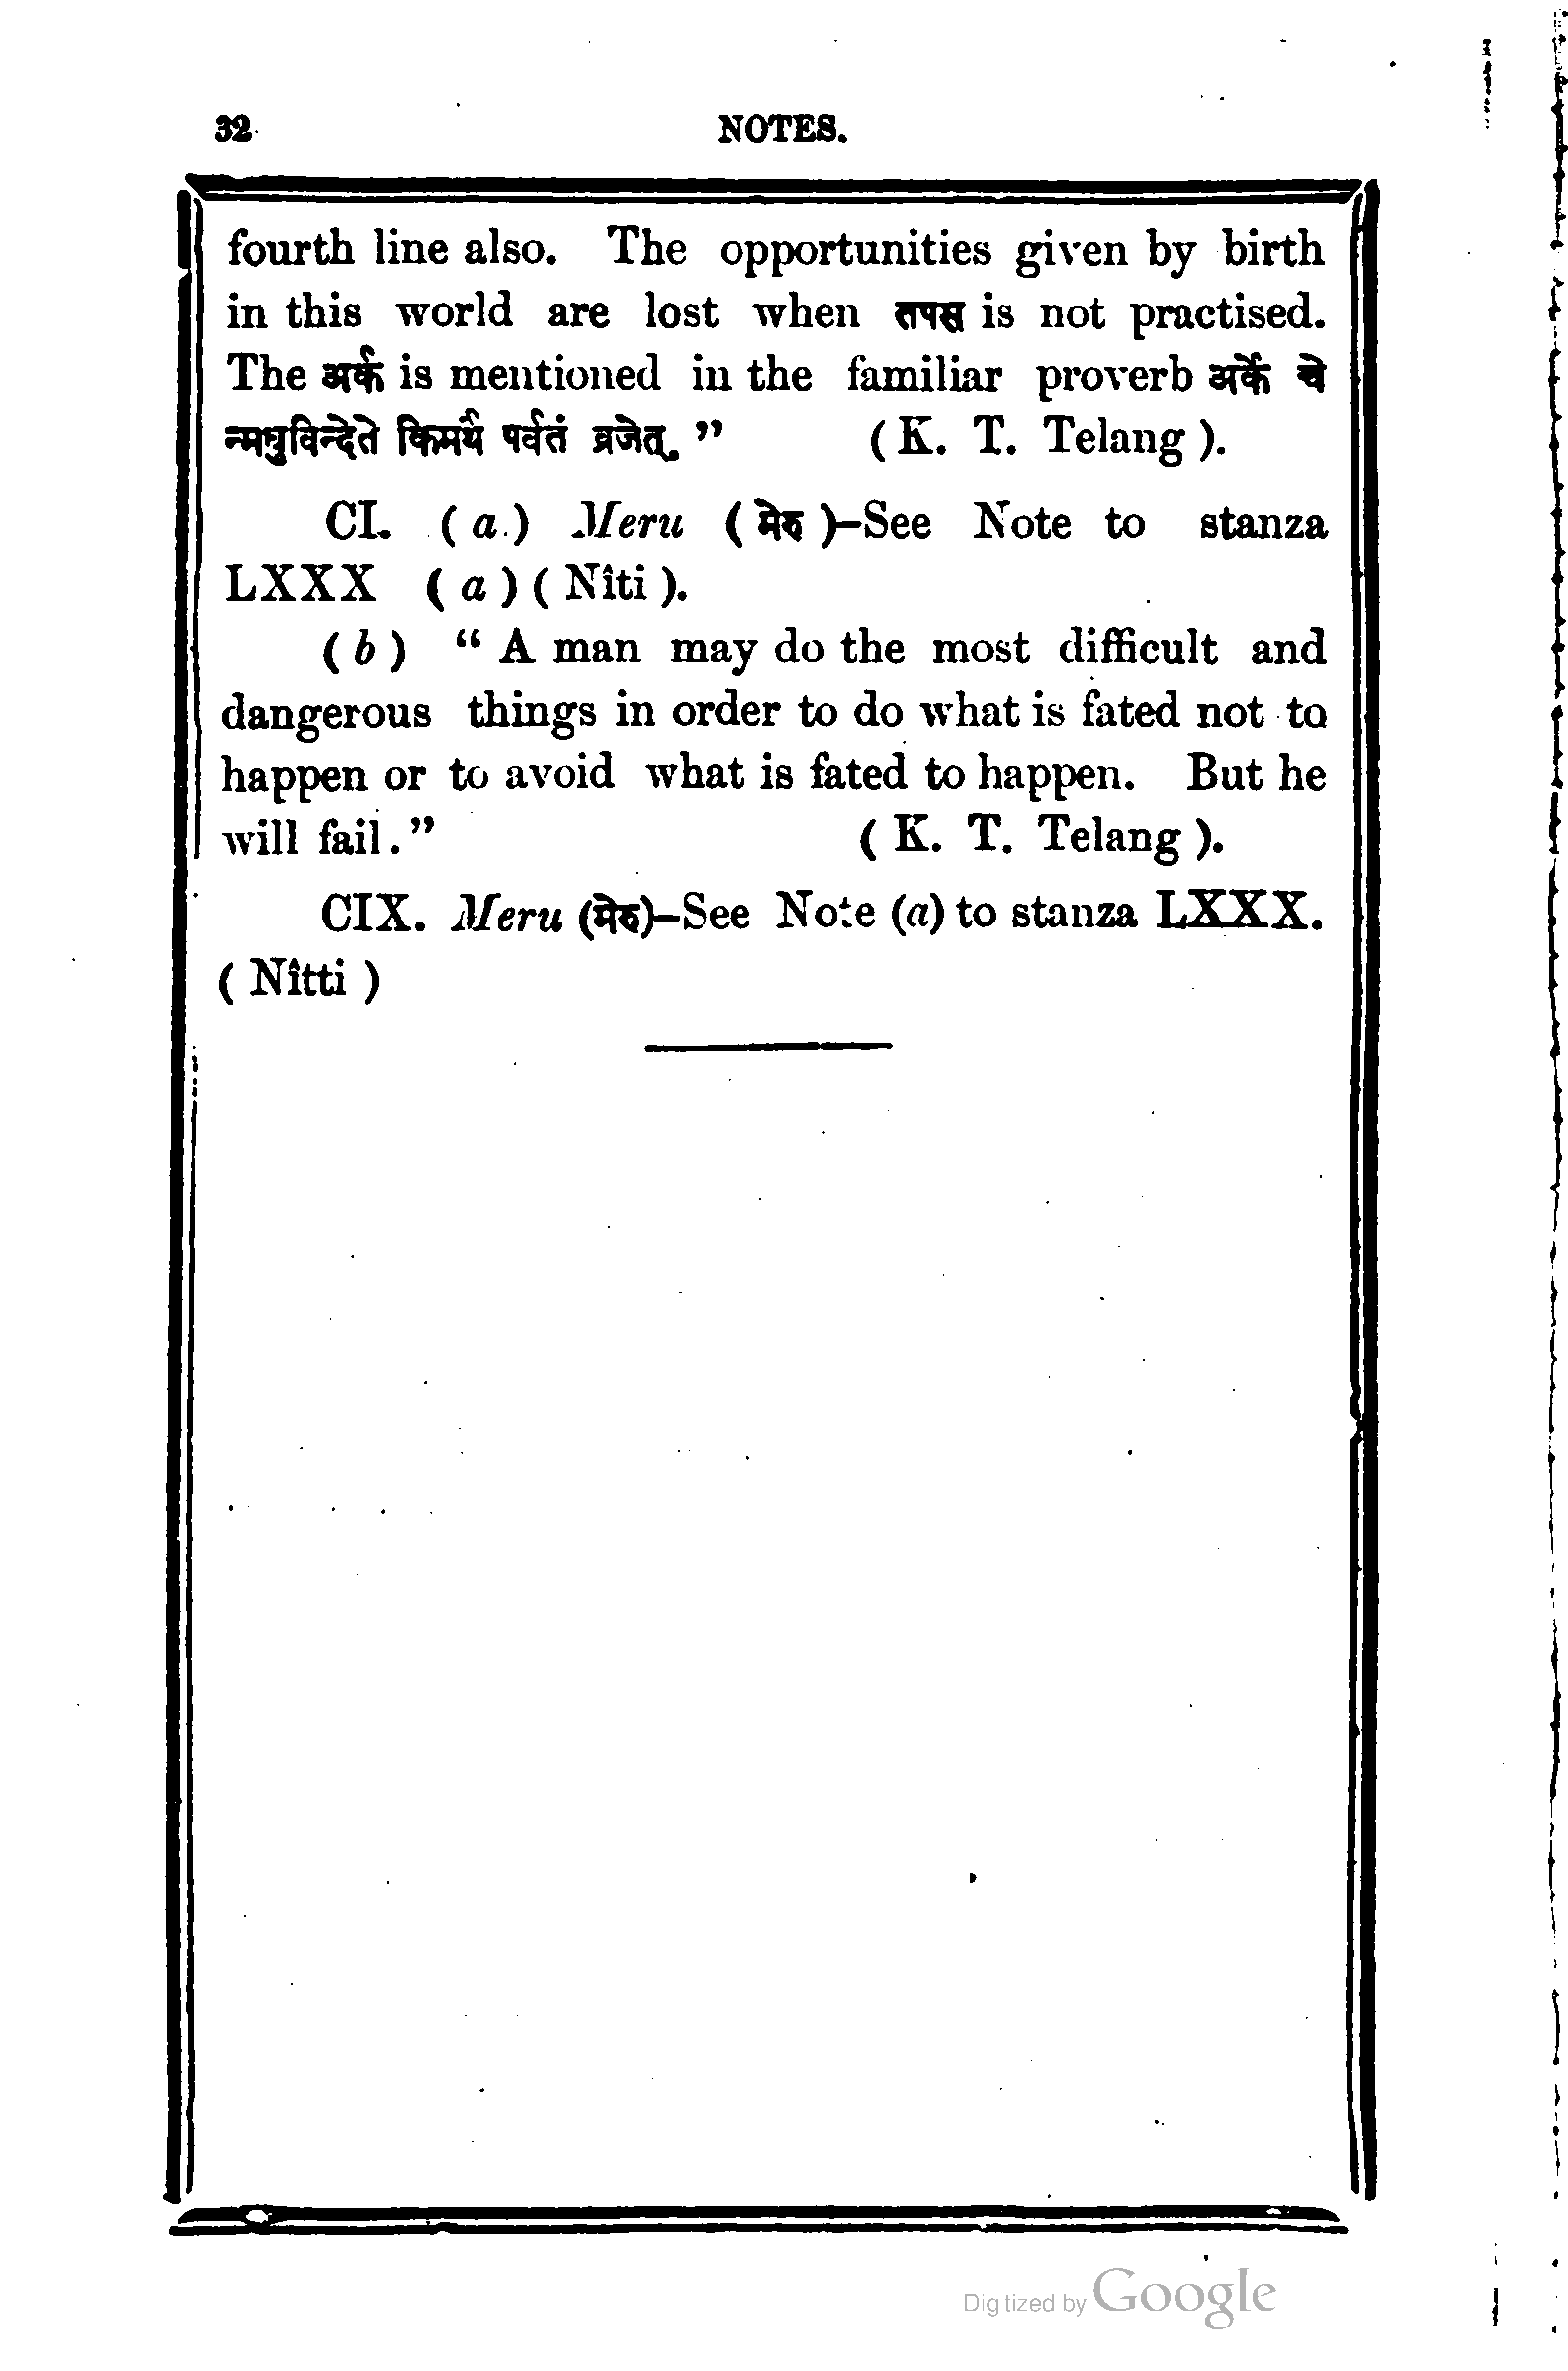 32 NOTES.
fourth line also. The opportunities given by birth
in this world are lost when तपस is not practised.
The अर्क is mentioned in the familiar proverb अर्के चे
न्मधुविन्देते किमर्थे पर्वतं व्रजेत्. ” ( K. T. Telang ).
CI. ( a ) Meru ( मेरु )–See Note to stanza
LXXX ( a ) ( Nîti ).
( b ) “ A man may do the most difficult and
dangerous things in order to do what is fated not to
happen or to avoid what is fated to happen. But he
will fail.” ( K. T. Telang ).
CIX. Meru (मेरु)–See Note (a) to stanza LXXX.
( Nîtti )
Digitized by Google